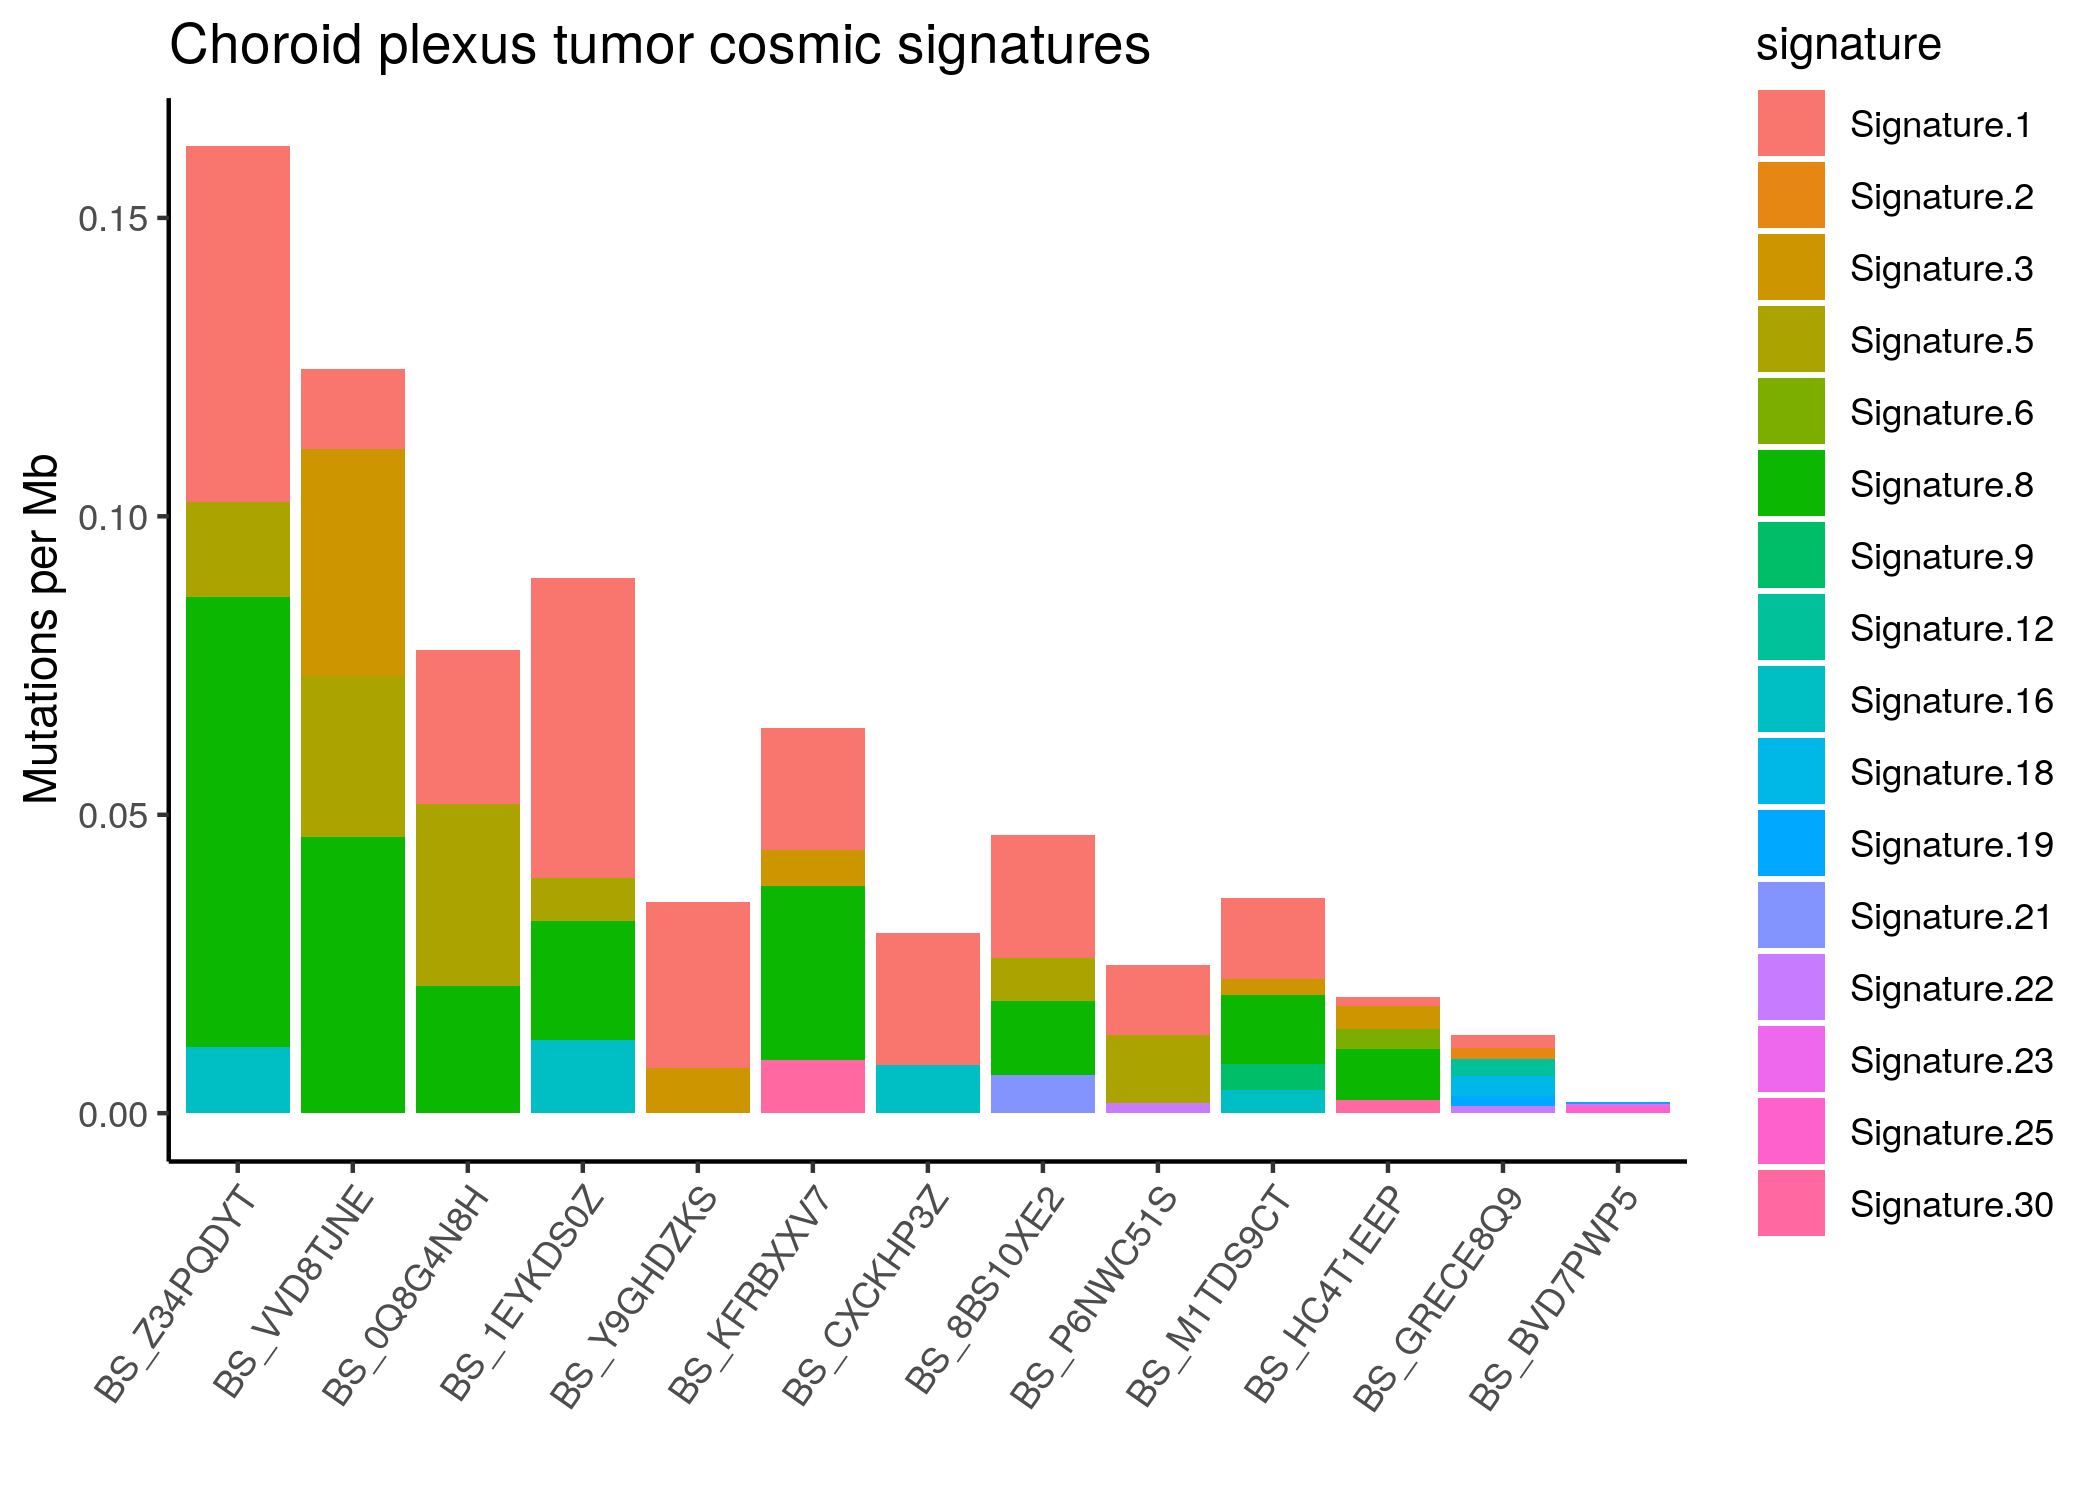 Choroid plexus tumor cosmic signatures
Mutations per Mb
0.15
0.10
0.05
0.00
BS_Z34PQDYT
BS_VVD8TJNE
BS_0Q8G4N8H
BS_1EYKDS0Z
BS_Y9GHDZKS
BS_KFRBXXV7
BS_CXCKHP3Z
BS_8BS10XE2
BS_P6NWC51S
BS_M1TDS9CT
BS_HC4T1EEP
BS_GRECE8Q9
BS_BVD7PWP5
signature
Signature.1
Signature.2
Signature.3
Signature.5
Signature.6
Signature.8
Signature.9
Signature.12
Signature.16
Signature.18
Signature.19
Signature.21
Signature.22
Signature.23
Signature.25
Signature.30